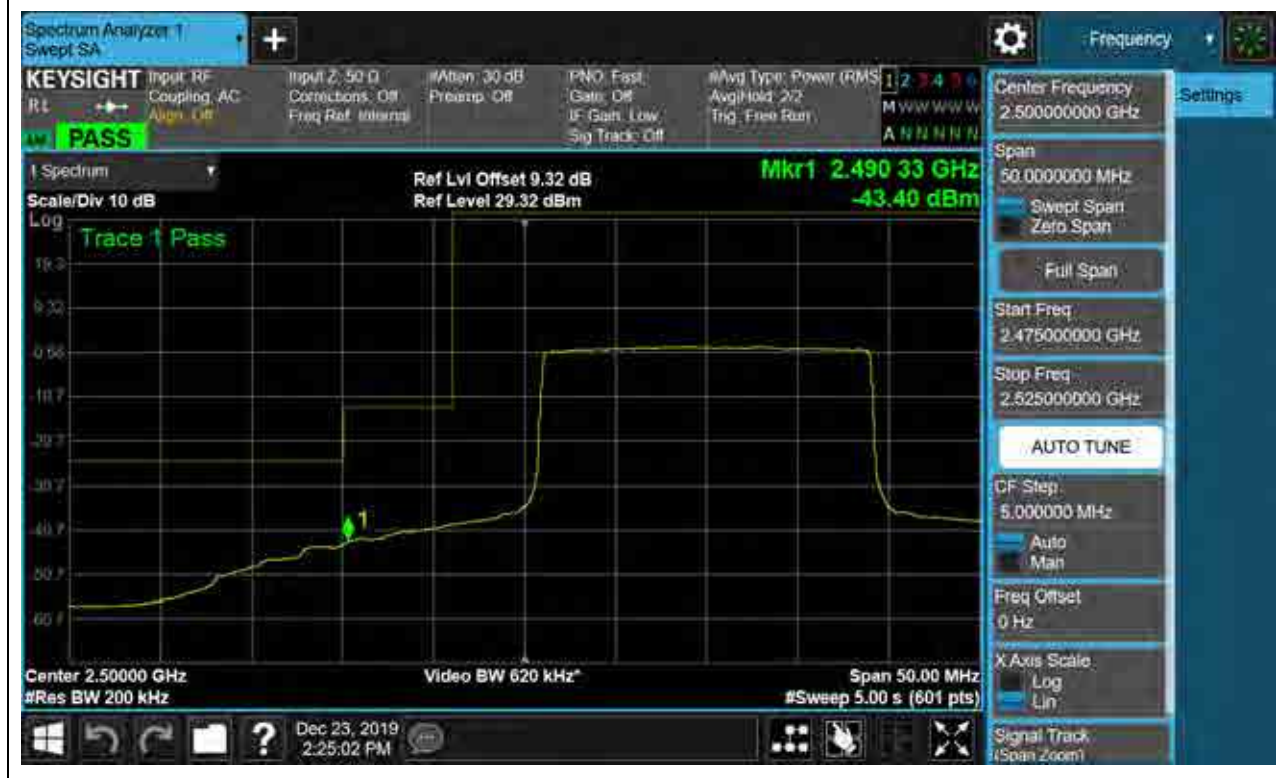 Spectrum Analyzer 1
Swept SA
Frequency
KEYSIGHT
Input: RF
Coupling: AC
Align: Off
Input Z: 50 Ω
Corrections: Off
Freq Ref: Internal
#Atten: 30 dB
Preamp: Off
PNO: Fast
Gate: Off
IF Gain: Low
Sig Track: Off
#Avg Type: Power (RMS
Avg|Hold: 2/2
Trig: Free Run
1 2 3 4 5 6
M W W W W W W
A N N N N N N
R L
PASS
1 Spectrum
Scale/Div 10 dB
Ref Lvl Offset 9.32 dB
Ref Level 29.32 dBm
Mkr1 2.490 33 GHz
-43.40 dBm
Log
Trace 1 Pass
19.3
9.32
-0.68
-10.7
-20.7
-30.7
-40.7
-50.7
-60.7
1
Center 2.50000 GHz
#Res BW 200 kHz
Video BW 620 kHz*
Span 50.00 MHz
#Sweep 5.00 s (601 pts)
Dec 23, 2019
2:25:02 PM
Center Frequency
2.500000000 GHz
Settings
Span
50.0000000 MHz
Swept Span
Zero Span
Full Span
Start Freq
2.475000000 GHz
Stop Freq
2.525000000 GHz
AUTO TUNE
CF Step
5.000000 MHz
Auto
Man
Freq Offset
0 Hz
X Axis Scale
Log
Lin
Signal Track
(Span Zoom)